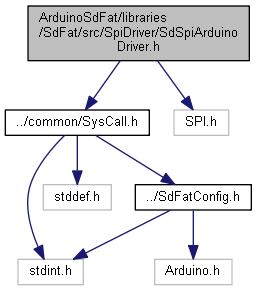 ArduinoSdFat/libraries
/SdFat/src/SpiDriver/SdSpiArduino
Driver.h
../common/SysCall.h
SPI.h
stddef.h
../SdFatConfig.h
stdint.h
Arduino.h